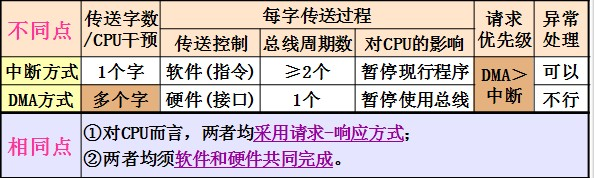 不同点 传送字数/CPU干预 每字传送过程 请求优先级 异常处理
传送控制 总线周期数 对CPU的影响
中断方式 1个字 软件(指令) ≥2个 暂停现行程序 DMA>中断 可以
DMA方式 多个字 硬件(接口) 1个 暂停使用总线 不行
相同点 ①对CPU而言，两者均采用请求-响应方式；
②两者均须软件和硬件共同完成。